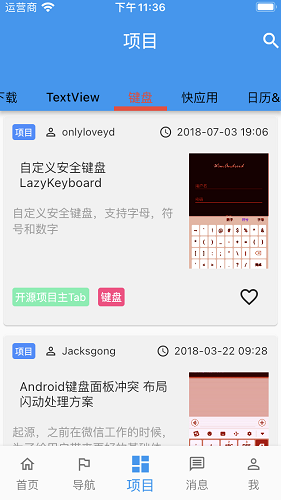 运营商 下午11:36
项目
下载 TextView 键盘 快应用 日历&
项目 onlyloveyd 2018-07-03 19:06
自定义安全键盘
LazyKeyboard
自定义安全键盘，支持字母，符
号和数字
开源项目主Tab 键盘
项目 Jacksgong 2018-03-22 09:28
Android键盘面板冲突 布局
闪动处理方案
起源，之前在微信工作的时候，
首页 导航 项目 消息 我